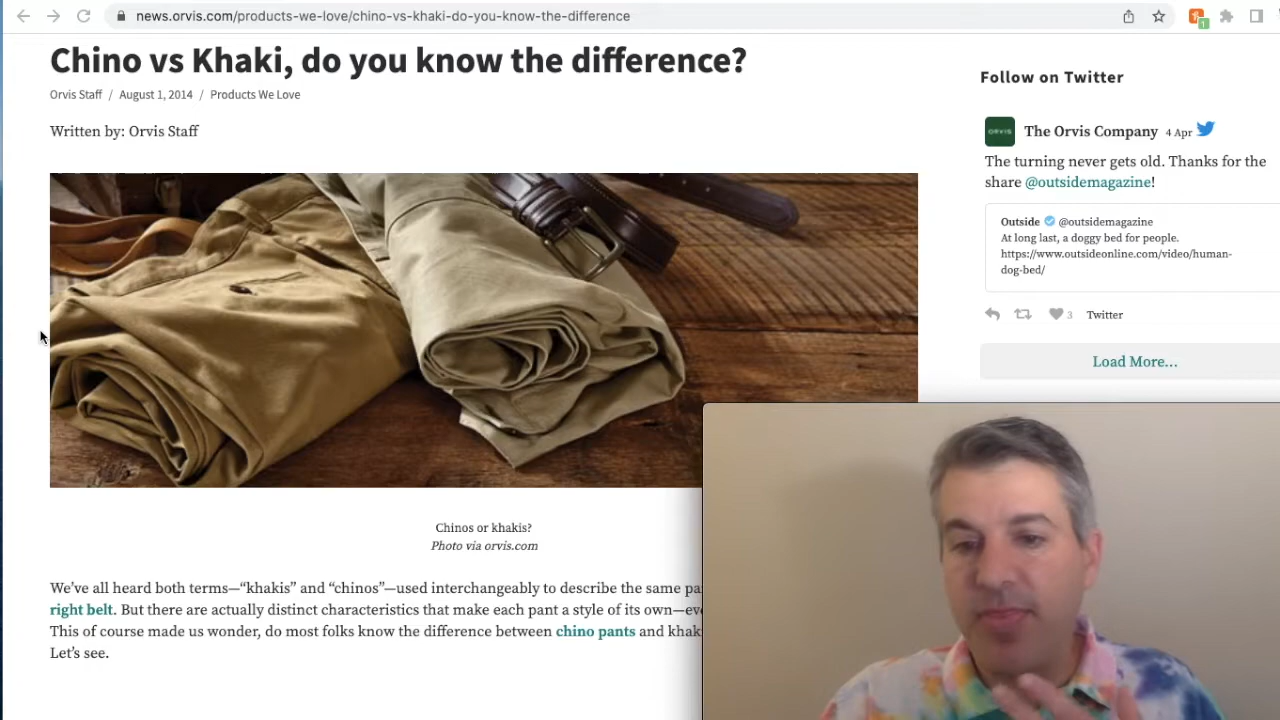 news.orvis.com/products-we-love/chino-vs-khaki-do-you-know-the-difference
1
Chino vs Khaki, do you know the difference?
Orvis Staff / August 1, 2014 / Products We Love
Written by: Orvis Staff
Chinos or khakis?
Photo via orvis.com
We’ve all heard both terms—“khakis” and “chinos”—used interchangeably to describe the same
right belt. But there are actually distinct characteristics that make each pant a style of its own—
This of course made us wonder, do most folks know the difference between chino pants and
Let’s see.
Follow on Twitter
ORVIS
The Orvis Company 4 Apr
The turning never gets old. Thanks for the
share @outsidemagazine!
Outside @outsidemagazine
At long last, a doggy bed for people.
https://www.outsideonline.com/video/human-
dog-bed/
3 Twitter
Load More...